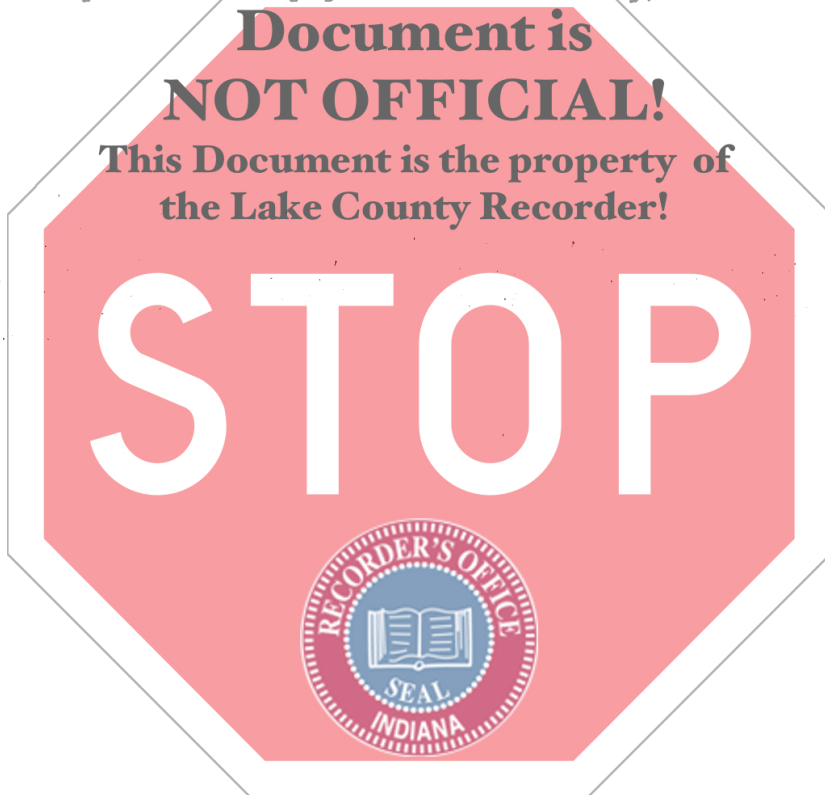 Document is
NOT OFFICIAL!
This Document is the property of
the Lake County Recorder!
STOP
RECORDER'S OFFICE
SEAL
INDIANA